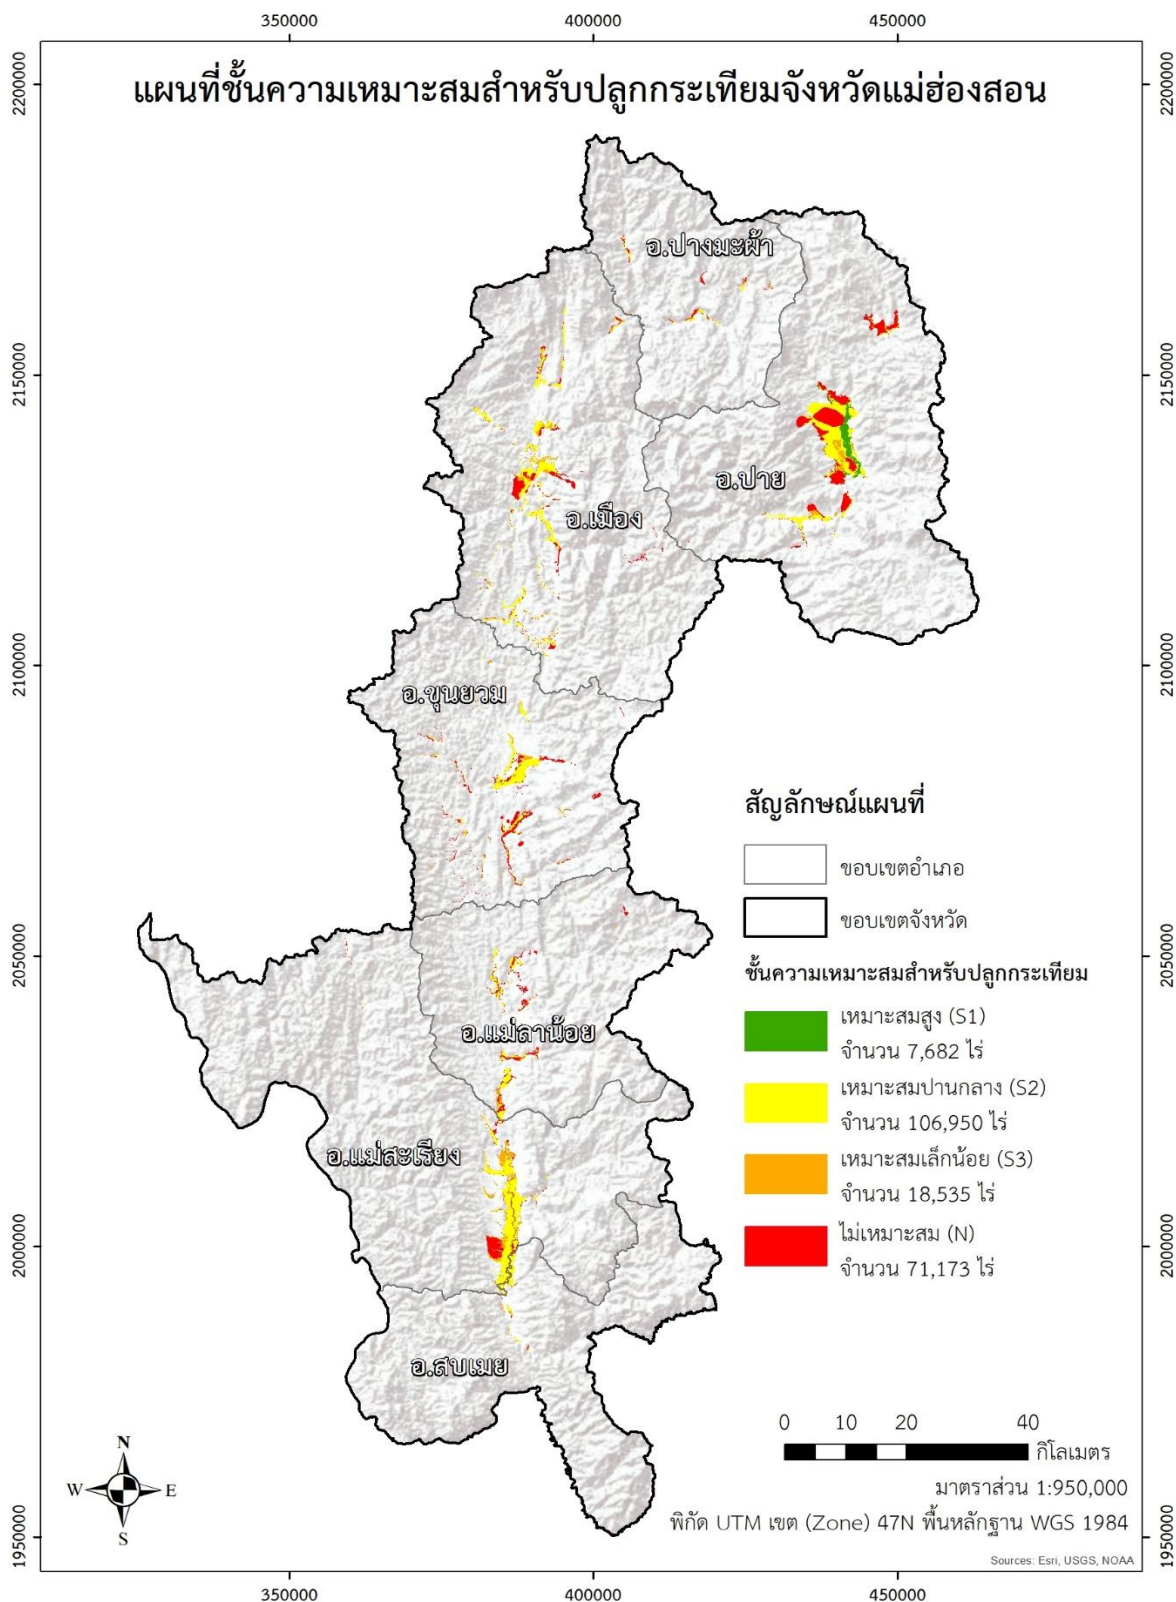 350000 400000 450000
แผนที่ชั้นความเหมาะสมสำหรับปลูกกระเทียมจังหวัดแม่ฮ่องสอน
2200000 2200000
อ.ปางมะผ้า
2150000 2150000
อ.ปาย
อ.เมือง
2100000 2100000
อ.ขุนยวม
สัญลักษณ์แผนที่
ขอบเขตอำเภอ
ขอบเขตจังหวัด
2050000 2050000
ชั้นความเหมาะสมสำหรับปลูกกระเทียม
เหมาะสมสูง (S1)
จำนวน 7,682 ไร่
อ.แม่ลาน้อย
เหมาะสมปานกลาง (S2)
จำนวน 106,950 ไร่
อ.แม่สะเรียง
เหมาะสมเล็กน้อย (S3)
จำนวน 18,535 ไร่
ไม่เหมาะสม (N)
จำนวน 71,173 ไร่
2000000 2000000
อ.สบเมย
0 10 20 40
กิโลเมตร
N
W E
S
มาตราส่วน 1:950,000
พิกัด UTM เขต (Zone) 47N พื้นหลักฐาน WGS 1984
1950000 1950000
Sources: Esri, USGS, NOAA
350000 400000 450000